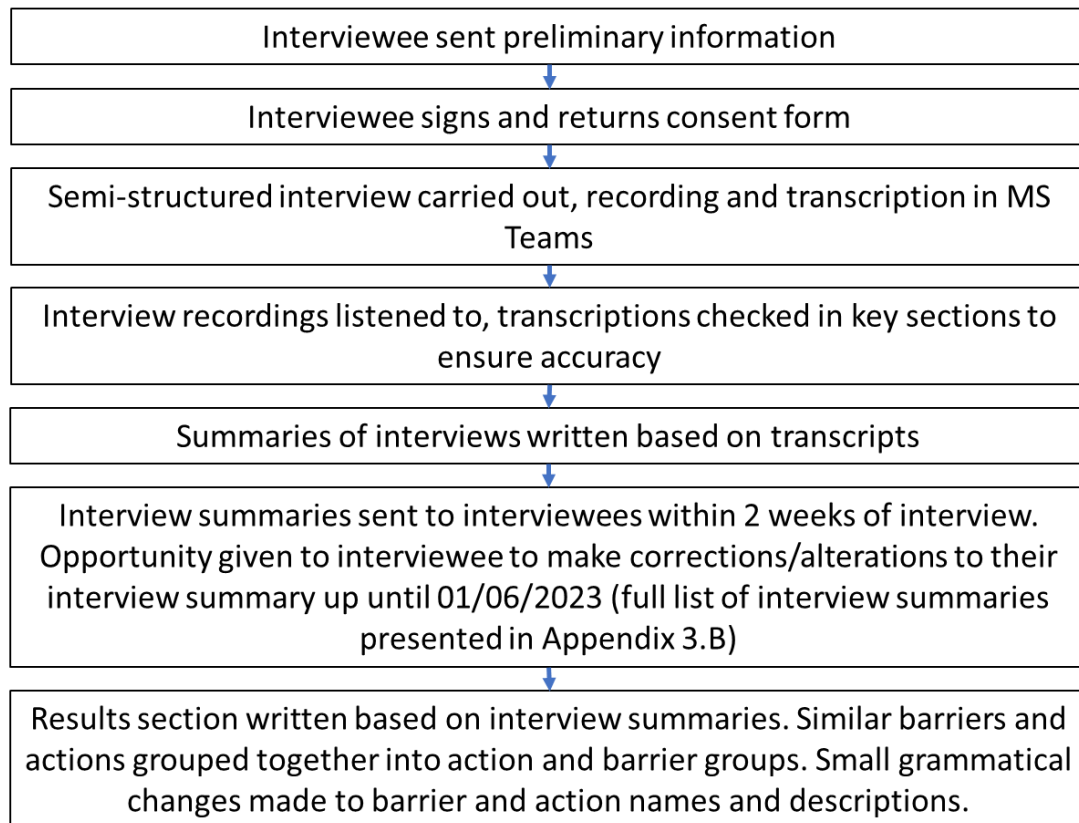 Interviewee sent preliminary information
Interviewee signs and returns consent form
Semi-structured interview carried out, recording and transcription in MS
Teams
Interview recordings listened to, transcriptions checked in key sections to
ensure accuracy
Summaries of interviews written based on transcripts
Interview summaries sent to interviewees within 2 weeks of interview.
Opportunity given to interviewee to make corrections/alterations to their
interview summary up until 01/06/2023 (full list of interview summaries
presented in Appendix 3.B)
Results section written based on interview summaries. Similar barriers and
actions grouped together into action and barrier groups. Small grammatical
changes made to barrier and action names and descriptions.